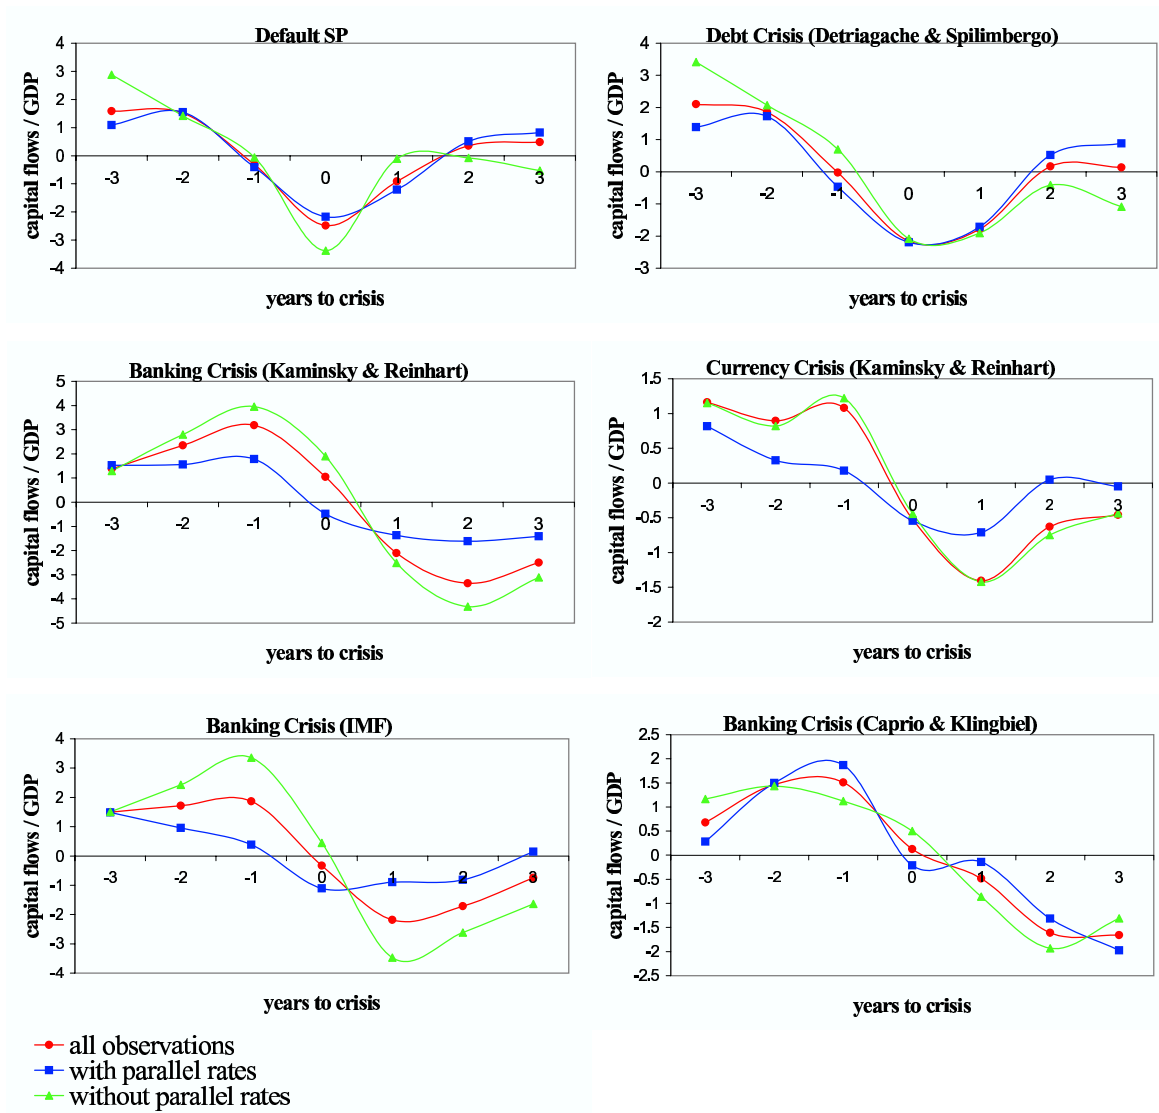 Default SP
capital flows / GDP
4
3
2
1
0
-1
-2
-3
-4
-3 -2 -1 0 1 2 3
years to crisis
Debt Crisis (Detriagache & Spilimbergo)
capital flows / GDP
4
3
2
1
0
-1
-2
-3
-3 -2 -1 0 1 2 3
years to crisis
Banking Crisis (Kaminsky & Reinhart)
capital flows / GDP
5
4
3
2
1
0
-1
-2
-3
-4
-5
-3 -2 -1 0 1 2 3
years to crisis
Currency Crisis (Kaminsky & Reinhart)
capital flows / GDP
1.5
1
0.5
0
-0.5
-1
-1.5
-2
-3 -2 -1 0 1 2 3
years to crisis
Banking Crisis (IMF)
capital flows / GDP
4
3
2
1
0
-1
-2
-3
-4
-3 -2 -1 0 1 2 3
years to crisis
Banking Crisis (Caprio & Klingbiel)
capital flows / GDP
2.5
2
1.5
1
0.5
0
-0.5
-1
-1.5
-2
-2.5
-3 -2 -1 0 1 2 3
years to crisis
all observations
with parallel rates
without parallel rates